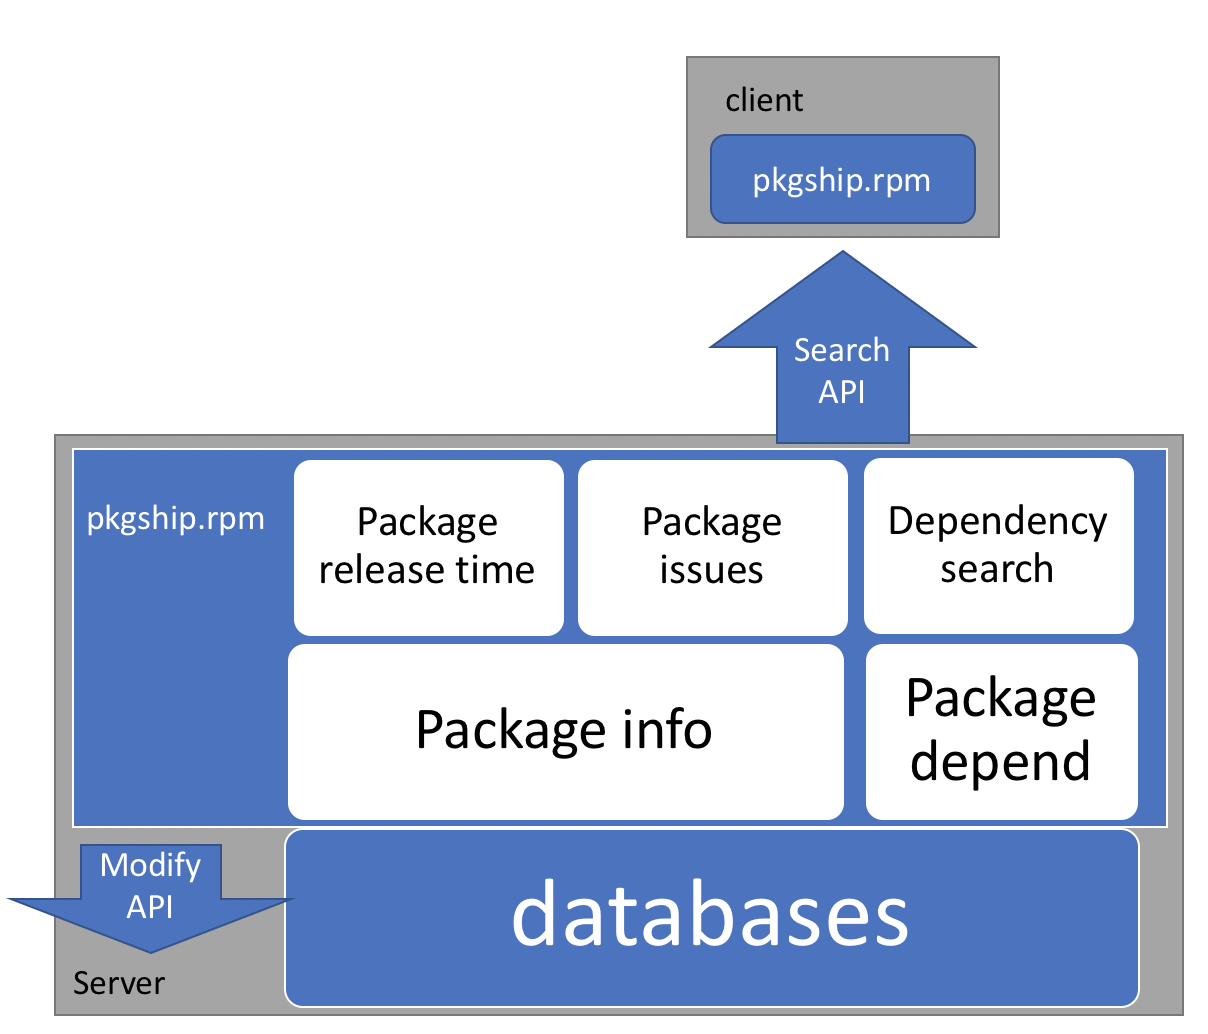 client
pkgship.rpm
Search
API
pkgship.rpm
Package
release time
Package
issues
Dependency
search
Package info
Package
depend
Modify
API
databases
Server